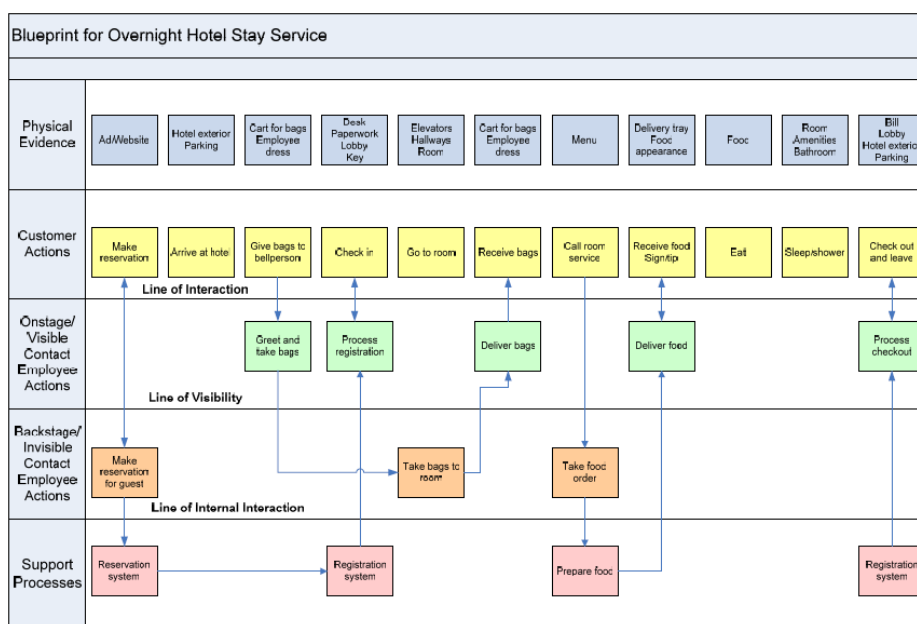 Blueprint for Overnight Hotel Stay Service
Physical
Evidence
Ad/Website
Hotel exterior
Parking
Cart for bags
Employee
dress
Desk
Paperwork
Lobby
Key
Elevators
Hallways
Room
Cart for bags
Employee
dress
Menu
Delivery tray
Food
appearance
Food
Room
Amenities
Bathroom
Bill
Lobby
Hotel exterior
Parking
Customer
Actions
Make
reservation
Arrive at hotel
Give bags to
bellperson
Check in
Go to room
Receive bags
Call room
service
Receive food
Sign/tip
Eat
Sleep/shower
Check out
and leave
Line of Interaction
Onstage/
Visible
Contact
Employee
Actions
Greet and
take bags
Process
registration
Deliver bags
Deliver food
Process
checkout
Line of Visibility
Backstage/
Invisible
Contact
Employee
Actions
Make
reservation
for guest
Take bags to
room
Take food
order
Line of Internal Interaction
Support
Processes
Reservation
system
Registration
system
Prepare food
Registration
system